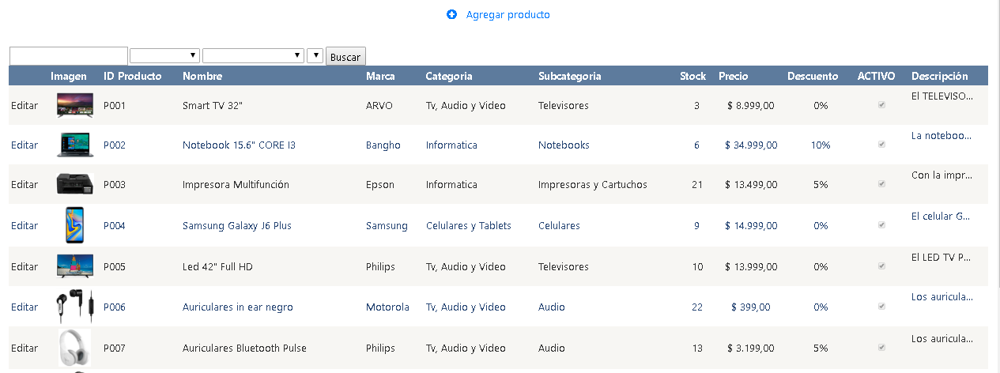 Agregar producto
Buscar
Imagen ID Producto Nombre Marca Categoria Subcategoria Stock Precio Descuento ACTIVO Descripción
Editar P001 Smart TV 32" ARVO Tv, Audio y Video Televisores 3 $ 8.999,00 0% El TELEVISO...
Editar P002 Notebook 15.6" CORE I3 Bangho Informatica Notebooks 6 $ 34.999,00 10% La noteboo...
Editar P003 Impresora Multifunción Epson Informatica Impresoras y Cartuchos 21 $ 13.499,00 5% Con la impr...
Editar P004 Samsung Galaxy J6 Plus Samsung Celulares y Tablets Celulares 9 $ 14.999,00 0% El celular G...
Editar P005 Led 42" Full HD Philips Tv, Audio y Video Televisores 10 $ 13.999,00 0% El LED TV P...
Editar P006 Auriculares in ear negro Motorola Tv, Audio y Video Audio 22 $ 399,00 0% Los auricula...
Editar P007 Auriculares Bluetooth Pulse Philips Tv, Audio y Video Audio 13 $ 3.199,00 5% Los auricula...